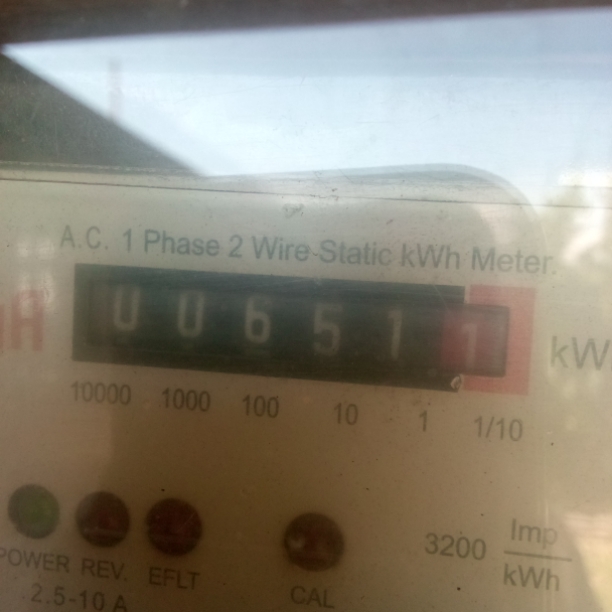 A.C. 1 Phase 2 Wire Static kWh Meter.
0 0 6 5 1 1
10000 1000 100 10 1 1/10
POWER REV. EFLT CAL
3200 Imp/kWh
2.5-10 A